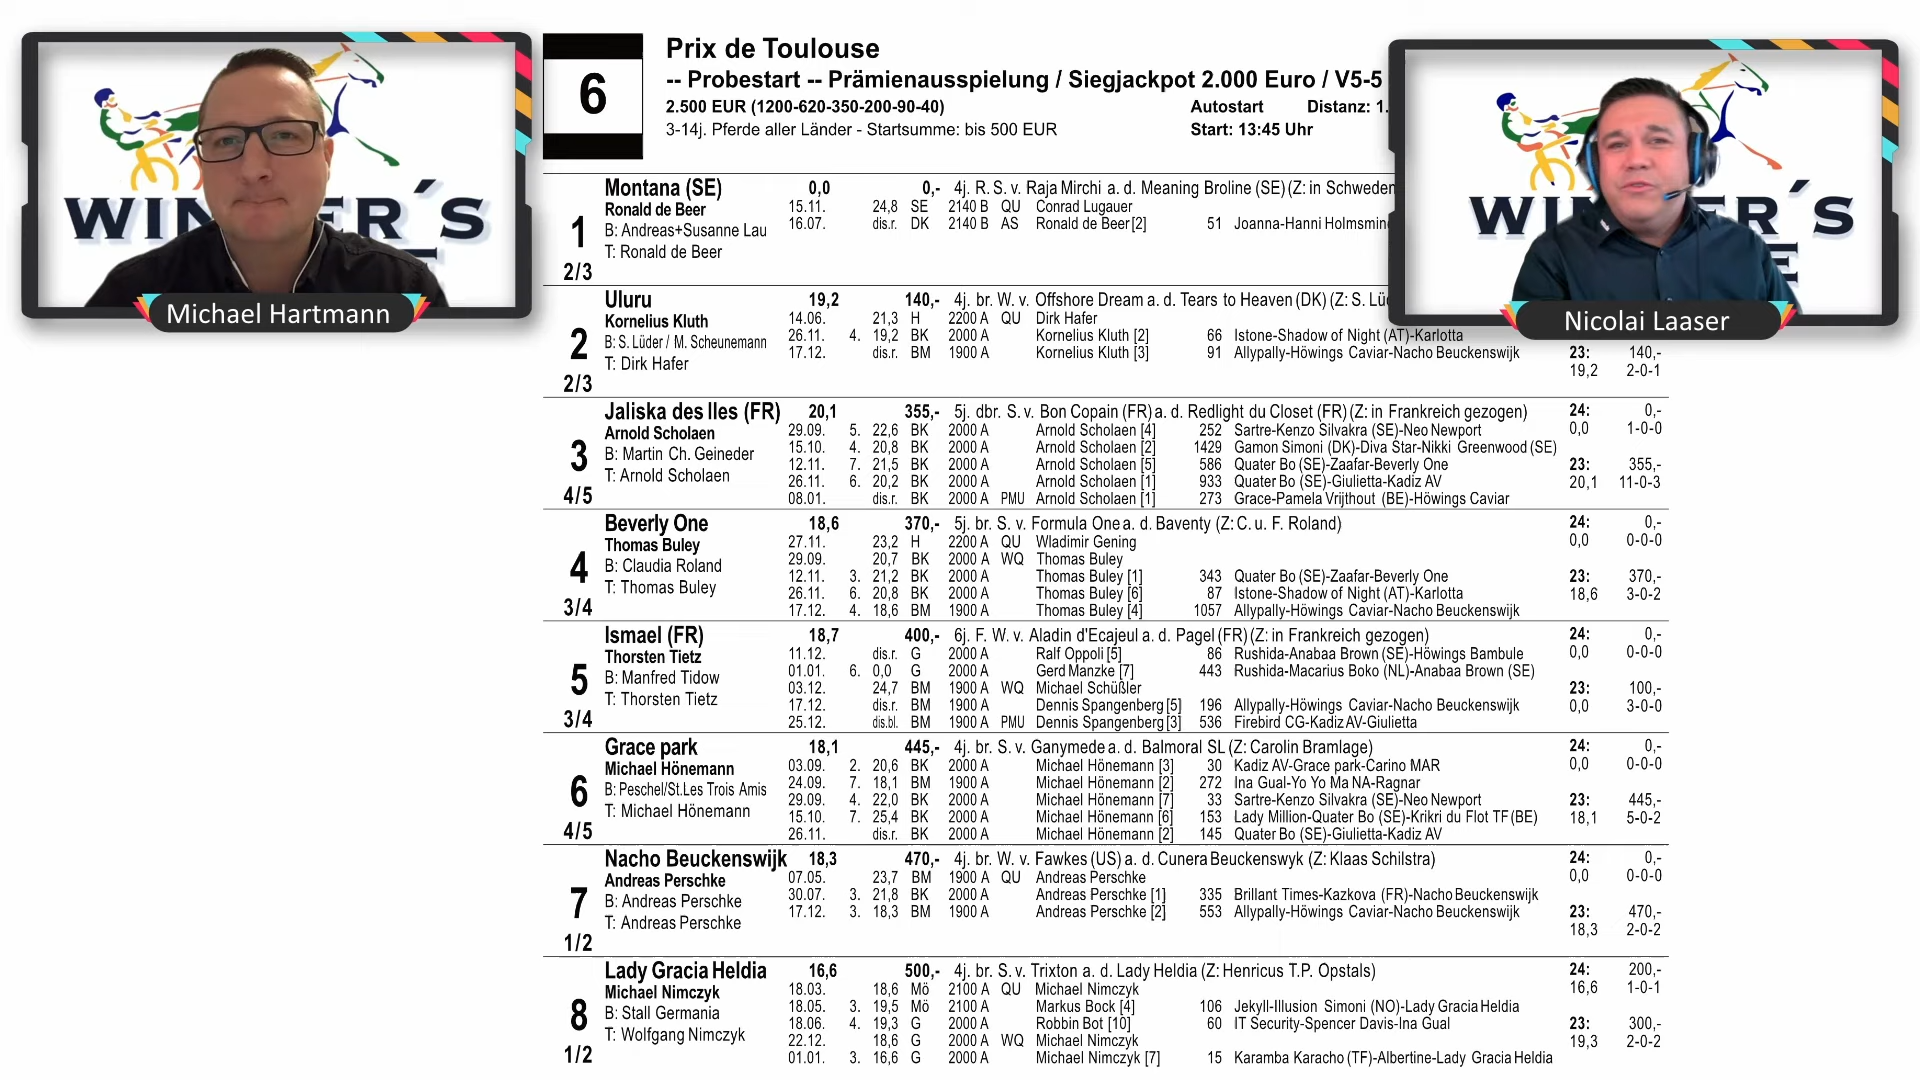 6
Prix de Toulouse
-- Probestart -- Prämienausspielung / Siegjackpot 2.000 Euro / V5-5
2.500 EUR (1200-620-350-200-90-40) Autostart Distanz: 1.
3-14j. Pferde aller Länder - Startsumme: bis 500 EUR Start: 13:45 Uhr
Michael Hartmann
Nicolai Laaser
1
2/3
Montana (SE) 0,0 0,- 4j. R. S. v. Raja Mirchi a. d. Meaning Broline (SE) (Z: in Schweden
Ronald de Beer 15.11. 24,8 SE 2140 B QU Conrad Lugauer
B: Andreas+Susanne Lau 16.07. dis.r. DK 2140 B AS Ronald de Beer [2] 51 Joanna-Hanni
T: Ronald de Beer
2
2/3
Uluru 19,2 140,- 4j. br. W. v. Offshore Dream a. d. Tears to Heaven (DK) (Z: S.
Kornelius Kluth 14.06. 21,3 H 2200 A QU Dirk Hafer
B: S. Lüder / M. Scheunemann 26.11. 4. 19,2 BK 2000 A Kornelius Kluth [2] 66 Istone-Shadow of Night (AT)-Karlotta
T: Dirk Hafer 17.12. dis.r. BM 1900 A Kornelius Kluth [3] 91 Allypally-Höwings Caviar-Nacho Beuckenswijk 23: 140,-
19,2 2-0-1
3
4/5
Jaliska des Iles (FR) 20,1 355,- 5j. dbr. S. v. Bon Copain (FR) a. d. Redlight du Closet (FR) (Z: in Frankreich gezogen) 24: 0,-
Arnold Scholaen 29.09. 5. 22,6 BK 2000 A Arnold Scholaen [4] 252 Sartre-Kenzo Silvakra (SE)-Neo Newport 0,0 1-0-0
B: Martin Ch. Geineder 15.10. 4. 20,8 BK 2000 A Arnold Scholaen [2] 1429 Gamon Simoni (DK)-Diva Star-Nikki Greenwood (SE)
T: Arnold Scholaen 12.11. 7. 21,5 BK 2000 A Arnold Scholaen [5] 586 Quater Bo (SE)-Zaafar-Beverly One 23: 355,-
26.11. 6. 20,2 BK 2000 A Arnold Scholaen [1] 933 Quater Bo (SE)-Giulietta-Kadiz AV 20,1 11-0-3
08.01. dis.r. BK 2000 A PMU Arnold Scholaen [1] 273 Grace-Pamela Vrijthout (BE)-Höwings Caviar
4
3/4
Beverly One 18,6 370,- 5j. br. S. v. Formula One a. d. Baventy (Z: C. u. F. Roland) 24: 0,-
Thomas Buley 27.11. 23,2 H 2200 A QU Wladimir Gening 0,0 0-0-0
B: Claudia Roland 29.09. 20,7 BK 2000 A WQ Thomas Buley
T: Thomas Buley 12.11. 3. 21,2 BK 2000 A Thomas Buley [1] 343 Quater Bo (SE)-Zaafar-Beverly One 23: 370,-
26.11. 6. 20,8 BK 2000 A Thomas Buley [6] 87 Istone-Shadow of Night (AT)-Karlotta 18,6 3-0-2
17.12. 4. 18,6 BM 1900 A Thomas Buley [4] 1057 Allypally-Höwings Caviar-Nacho Beuckenswijk
5
3/4
Ismael (FR) 18,7 400,- 6j. F. W. v. Aladin d'Ecajeul a. d. Pagel (FR) (Z: in Frankreich gezogen) 24: 0,-
Thorsten Tietz 11.12. dis.r. G 2000 A Ralf Oppoli [5] 86 Rushida-Anabaa Brown (SE)-Höwings Bambule 0,0 0-0-0
B: Manfred Tidow 01.01. 6. 0,0 G 2000 A Gerd Manzke [7] 443 Rushida-Macarius Boko (NL)-Anabaa Brown (SE)
T: Thorsten Tietz 03.12. 24,7 BM 1900 A WQ Michael Schüßler 23: 100,-
17.12. dis.r. BM 1900 A Dennis Spangenberg [5] 196 Allypally-Höwings Caviar-Nacho Beuckenswijk 0,0 3-0-0
25.12. dis.bl. BM 1900 A PMU Dennis Spangenberg [3] 536 Firebird CG-Kadiz AV-Giulietta
6
4/5
Grace park 18,1 445,- 4j. br. S. v. Ganymede a. d. Balmoral SL (Z: Carolin Bramlage) 24: 0,-
Michael Hönemann 03.09. 2. 20,6 BK 2000 A Michael Hönemann [3] 30 Kadiz AV-Grace park-Carino MAR 0,0 0-0-0
B: Peschel/St.Les Trois Amis 24.09. 7. 18,1 BM 1900 A Michael Hönemann [2] 272 Ina Gual-Yo Yo Ma NA-Ragnar
T: Michael Hönemann 29.09. 4. 22,0 BK 2000 A Michael Hönemann [7] 33 Sartre-Kenzo Silvakra (SE)-Neo Newport 23: 445,-
15.10. 7. 25,4 BK 2000 A Michael Hönemann [6] 153 Lady Million-Quater Bo (SE)-Krikri du Flot TF (BE) 18,1 5-0-2
26.11. dis.r. BK 2000 A Michael Hönemann [2] 145 Quater Bo (SE)-Giulietta-Kadiz AV
7
1/2
Nacho Beuckenswijk 18,3 470,- 4j. br. W. v. Fawkes (US) a. d. Cunera Beuckenswyk (Z: Klaas Schilstra) 24: 0,-
Andreas Perschke 07.05. 23,7 BM 1900 A QU Andreas Perschke 0,0 0-0-0
B: Andreas Perschke 30.07. 3. 21,8 BK 2000 A Andreas Perschke [1] 335 Brillant Times-Kazkova (FR)-Nacho Beuckenswijk
T: Andreas Perschke 17.12. 3. 18,3 BM 1900 A Andreas Perschke [2] 553 Allypally-Höwings Caviar-Nacho Beuckenswijk 23: 470,-
18,3 2-0-2
8
1/2
Lady Gracia Heldia 16,6 500,- 4j. br. S. v. Trixton a. d. Lady Heldia (Z: Henricus T.P. Opstals) 24: 200,-
Michael Nimczyk 18.03. 18,6 Mö 2100 A QU Michael Nimczyk 16,6 1-0-1
B: Stall Germania 18.05. 3. 19,5 Mö 2100 A Markus Bock [4] 106 Jekyll-Illusion Simoni (NO)-Lady Gracia Heldia
T: Wolfgang Nimczyk 18.06. 4. 19,3 G 2000 A Robbin Bot [10] 60 IT Security-Spencer Davis-Ina Gual 23: 300,-
22.12. 18,6 G 2000 A WQ Michael Nimczyk 19,3 2-0-2
01.01. 3. 16,6 G 2000 A Michael Nimczyk [7] 15 Karamba Karacho (TF)-Albertine-Lady Gracia Heldia